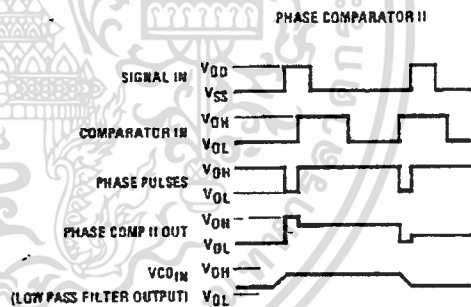 PHASE COMPARATOR II
SIGNAL IN
VDD
VSS
COMPARATOR IN
VOH
VOL
PHASE PULSES
VOH
VOL
PHASE COMP II OUT
VOH
VOL
VCOIN
(LOW PASS FILTER OUTPUT)
VOH
VOL